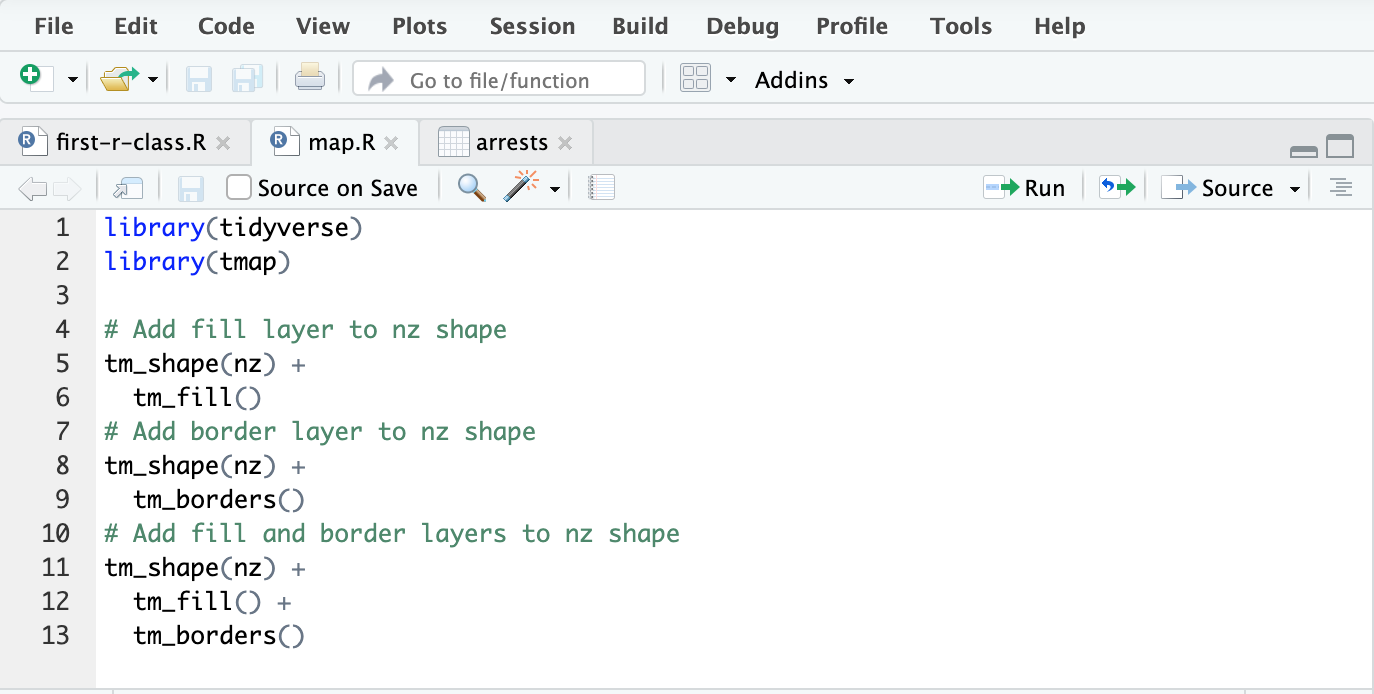 File Edit Code View Plots Session Build Debug Profile Tools Help
Go to file/function Addins
R first-r-class.R R map.R arrests
Source on Save Run Source
1 library(tidyverse)
2 library(tmap)
3
4 # Add fill layer to nz shape
5 tm_shape(nz) +
6   tm_fill()
7 # Add border layer to nz shape
8 tm_shape(nz) +
9   tm_borders()
10 # Add fill and border layers to nz shape
11 tm_shape(nz) +
12   tm_fill() +
13   tm_borders()